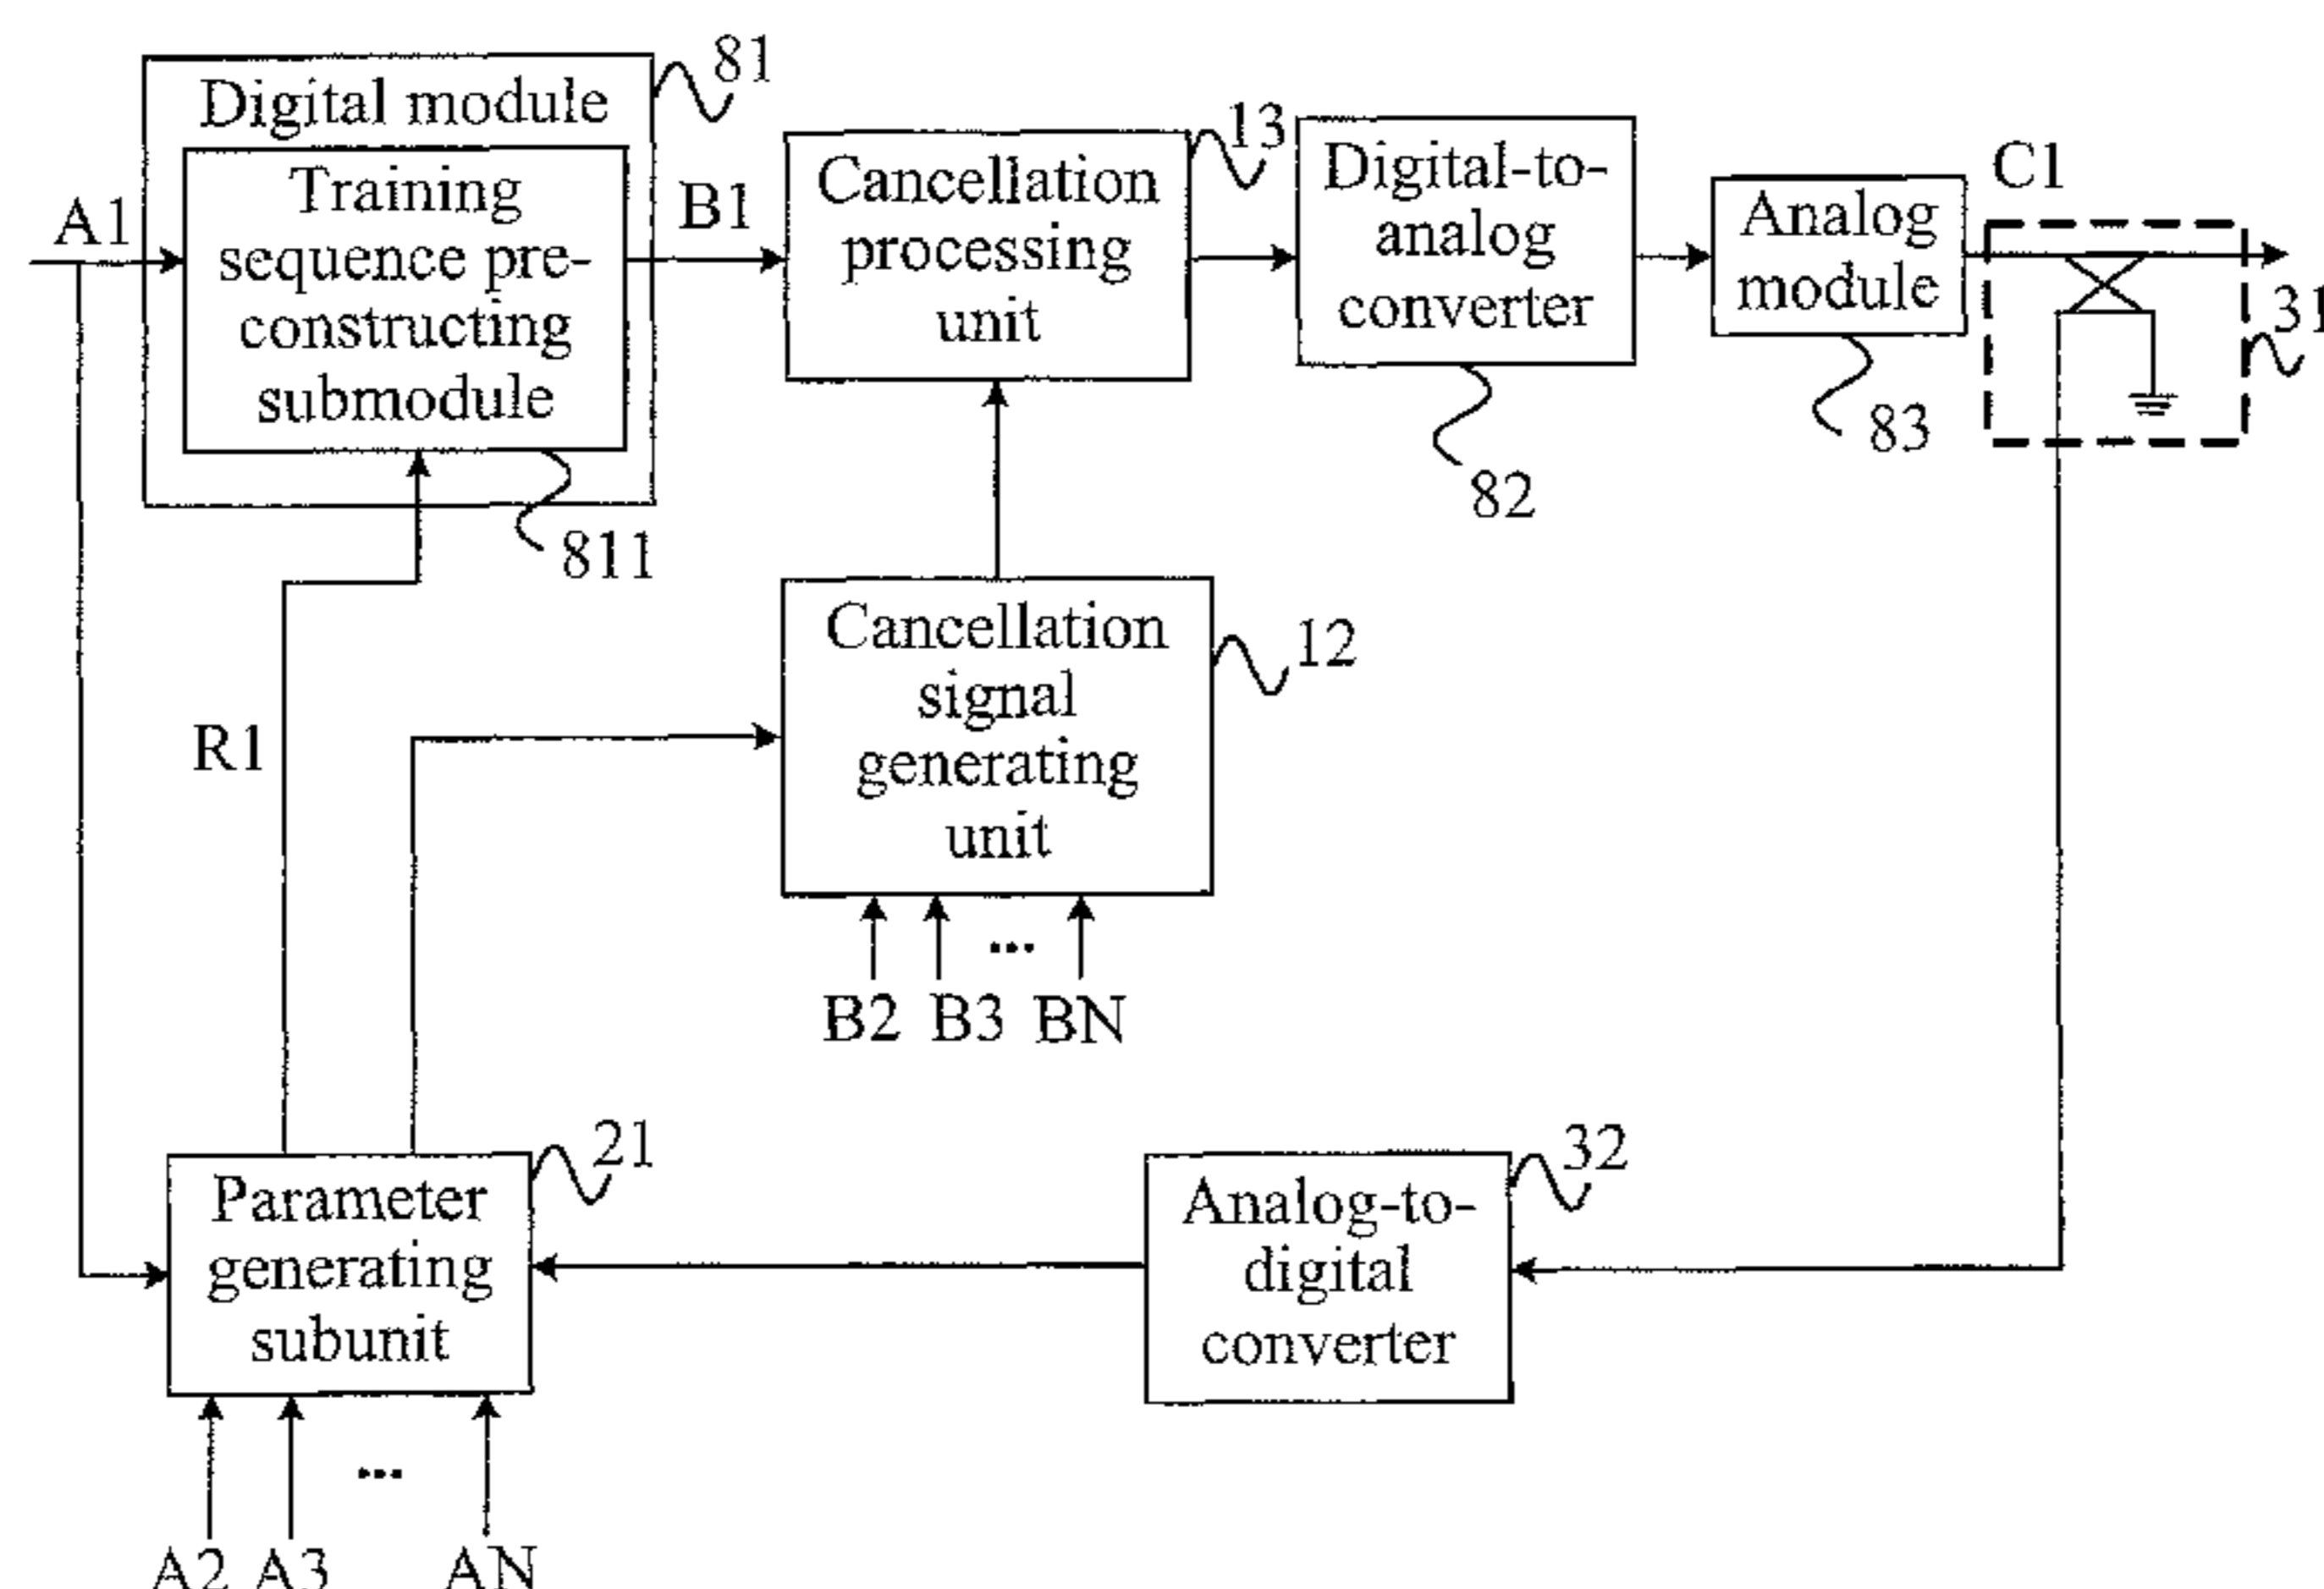 81
Digital module
Training
sequence pre-
constructing
submodule
A1
B1
811
13
Cancellation
processing
unit
Digital-to-
analog
converter
82
Analog
module
83
C1
31
Cancellation
signal
generating
unit
12
R1
B2 B3 ... BN
21
Parameter
generating
subunit
32
Analog-to-
digital
converter
...
A2 A3 AN